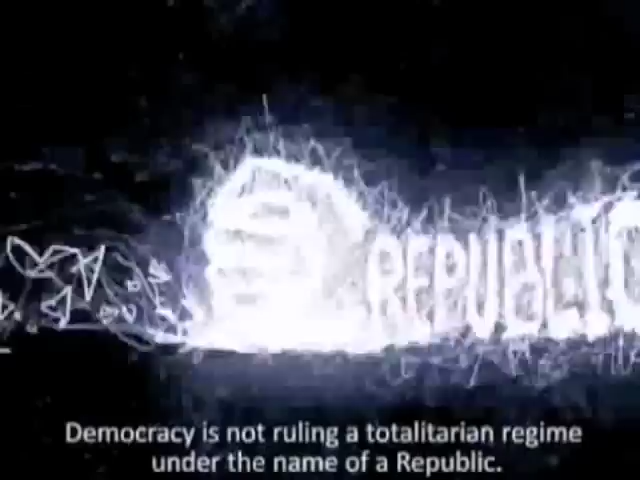 REPUBLIC
Democracy is not ruling a totalitarian regime
under the name of a Republic.